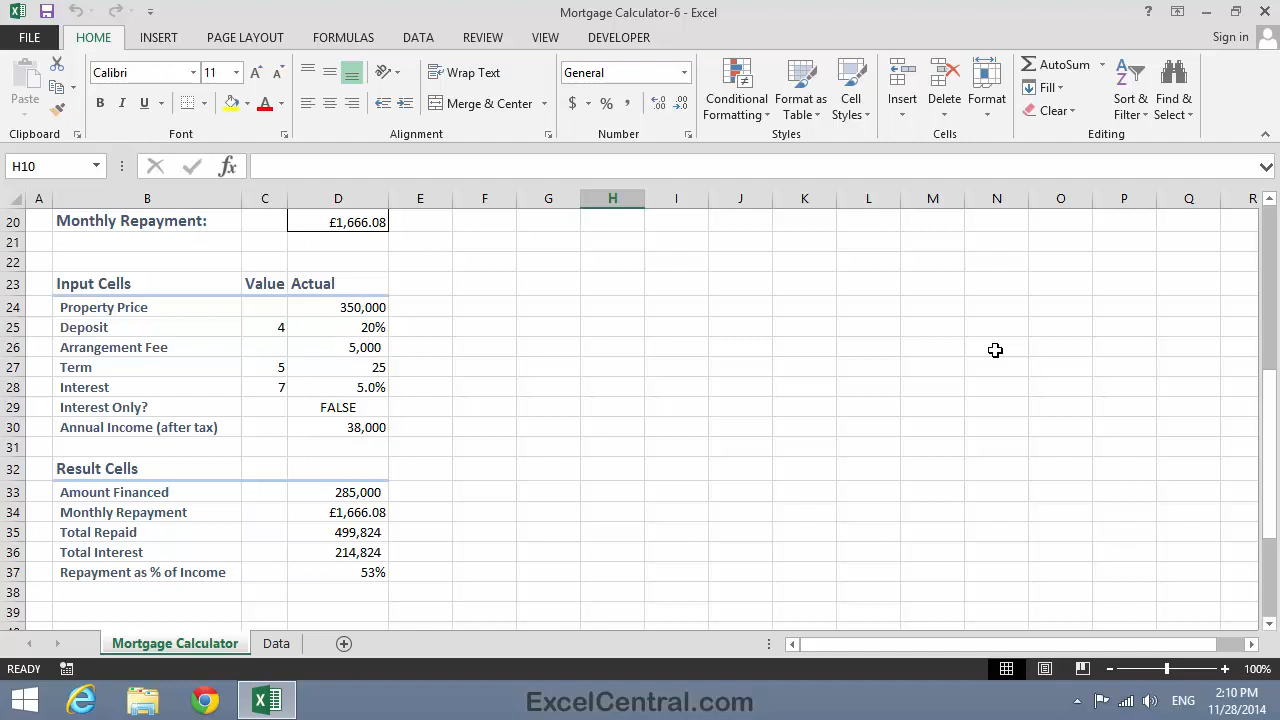 Mortgage Calculator-6 - Excel
?
FILE HOME INSERT PAGE LAYOUT FORMULAS DATA REVIEW VIEW DEVELOPER Sign in
Paste Calibri 11 A A Wrap Text General Conditional Formatting Format as Table Cell Styles Insert Delete Format AutoSum Sort & Filter Find & Select
Fill
B I U A Merge & Center $ % , Clear
Clipboard Font Alignment Number Styles Cells Editing
H10 fx
A B C D E F G H I J K L M N O P Q R
20 Monthly Repayment: £1,666.08
21
22
23 Input Cells Value Actual
24 Property Price 350,000
25 Deposit 4 20%
26 Arrangement Fee 5,000
27 Term 5 25
28 Interest 7 5.0%
29 Interest Only? FALSE
30 Annual Income (after tax) 38,000
31
32 Result Cells
33 Amount Financed 285,000
34 Monthly Repayment £1,666.08
35 Total Repaid 499,824
36 Total Interest 214,824
37 Repayment as % of Income 53%
38
39
Mortgage Calculator Data
READY 100%
ExcelCentral.com ENG 2:10 PM
11/28/2014